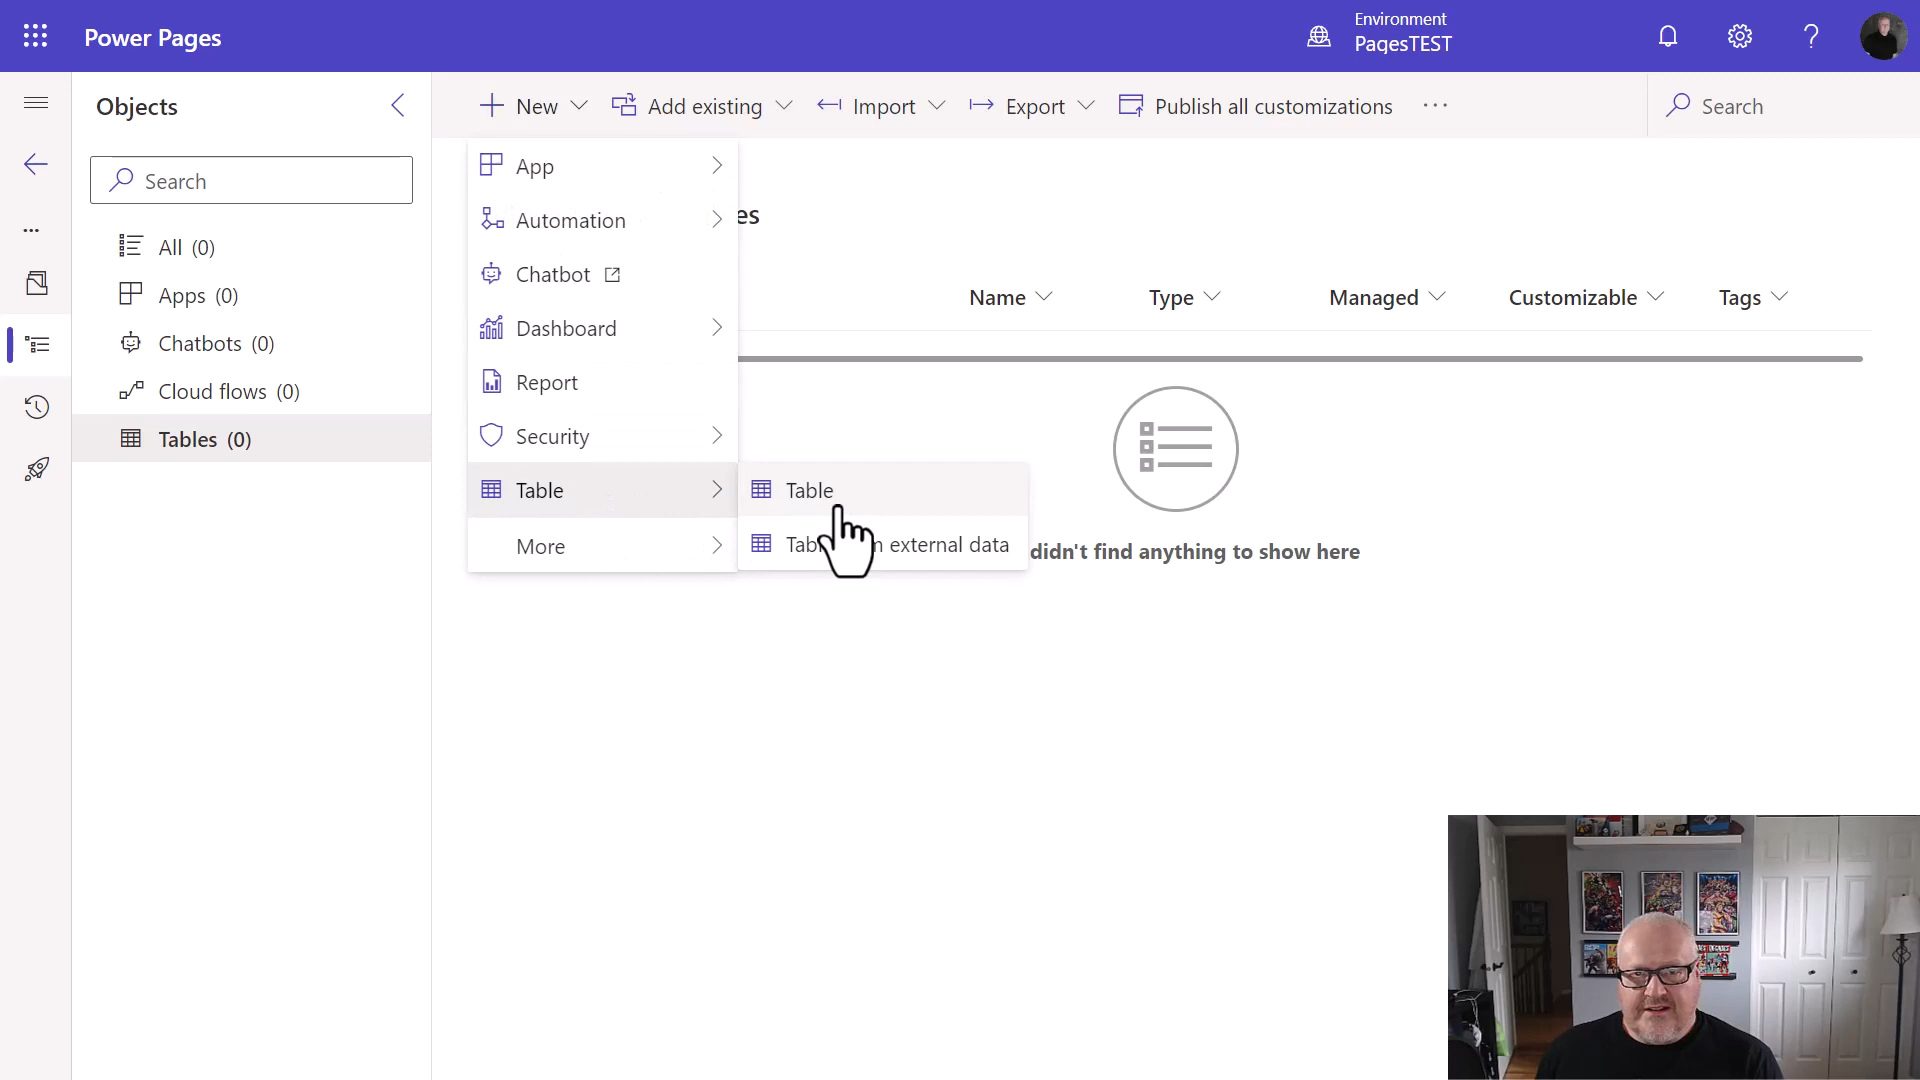 Power Pages
Environment
PagesTEST
Objects
New
Add existing
Import
Export
Publish all customizations
Search
Search
All (0)
Apps (0)
Chatbots (0)
Cloud flows (0)
Tables (0)
App
Automation
Chatbot
Dashboard
Report
Security
Table
More
Table
external data
es
Name
Type
Managed
Customizable
Tags
didn't find anything to show here